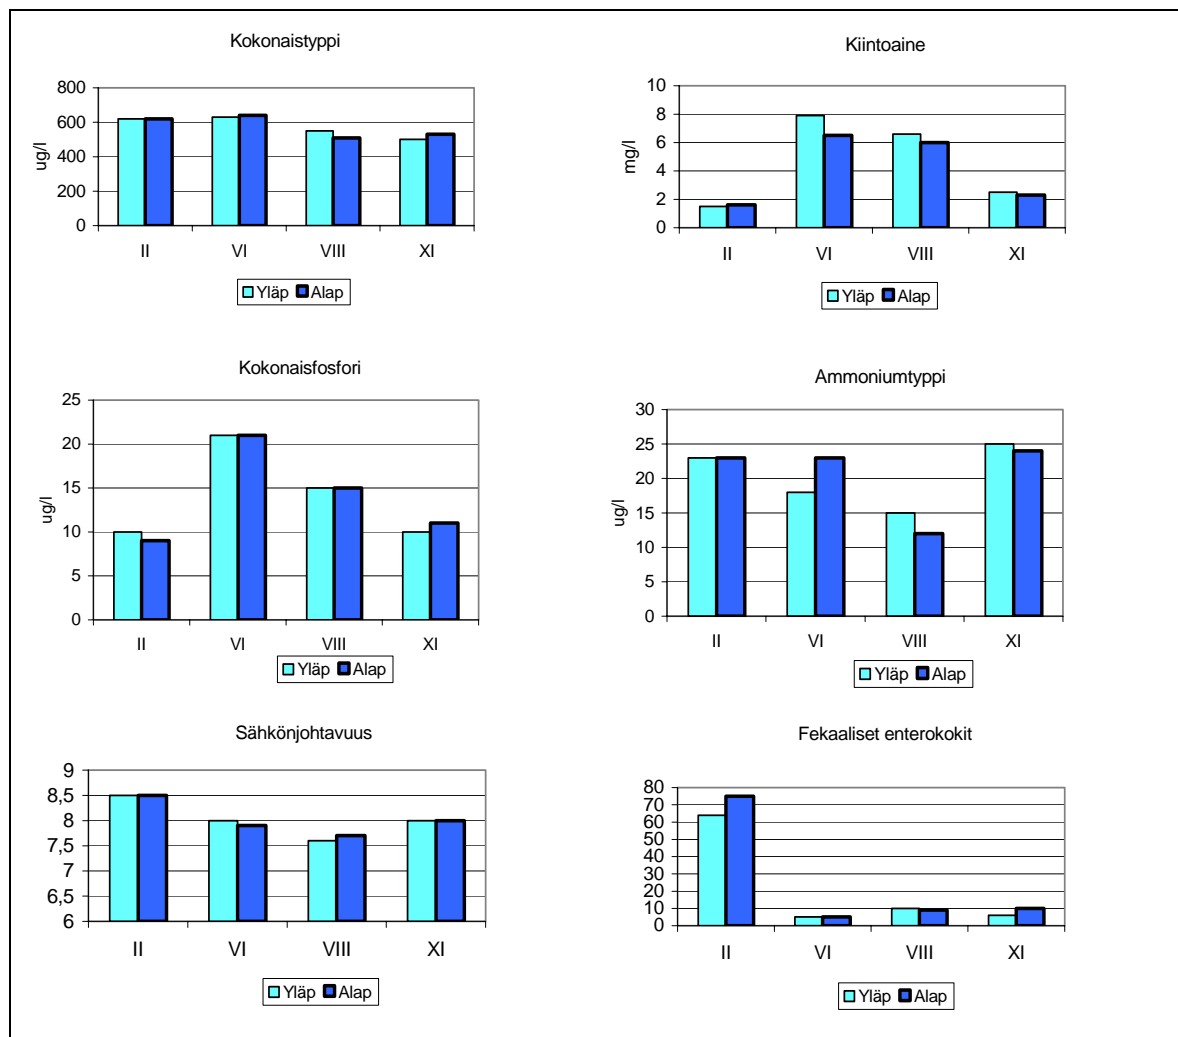 Kokonaistyppi
800
600
400
200
0
ug/l
II VI VIII XI
Yläp Alap
Kiintoaine
10
8
6
4
2
0
mg/l
II VI VIII XI
Yläp Alap
Kokonaisfosfori
25
20
15
10
5
0
ug/l
II VI VIII XI
Yläp Alap
Ammoniumtyppi
30
25
20
15
10
5
0
ug/l
II VI VIII XI
Yläp Alap
Sähkönjohtavuus
9
8,5
8
7,5
7
6,5
6
II VI VIII XI
Yläp Alap
Fekaaliset enterokokit
80
70
60
50
40
30
20
10
0
II VI VIII XI
Yläp Alap